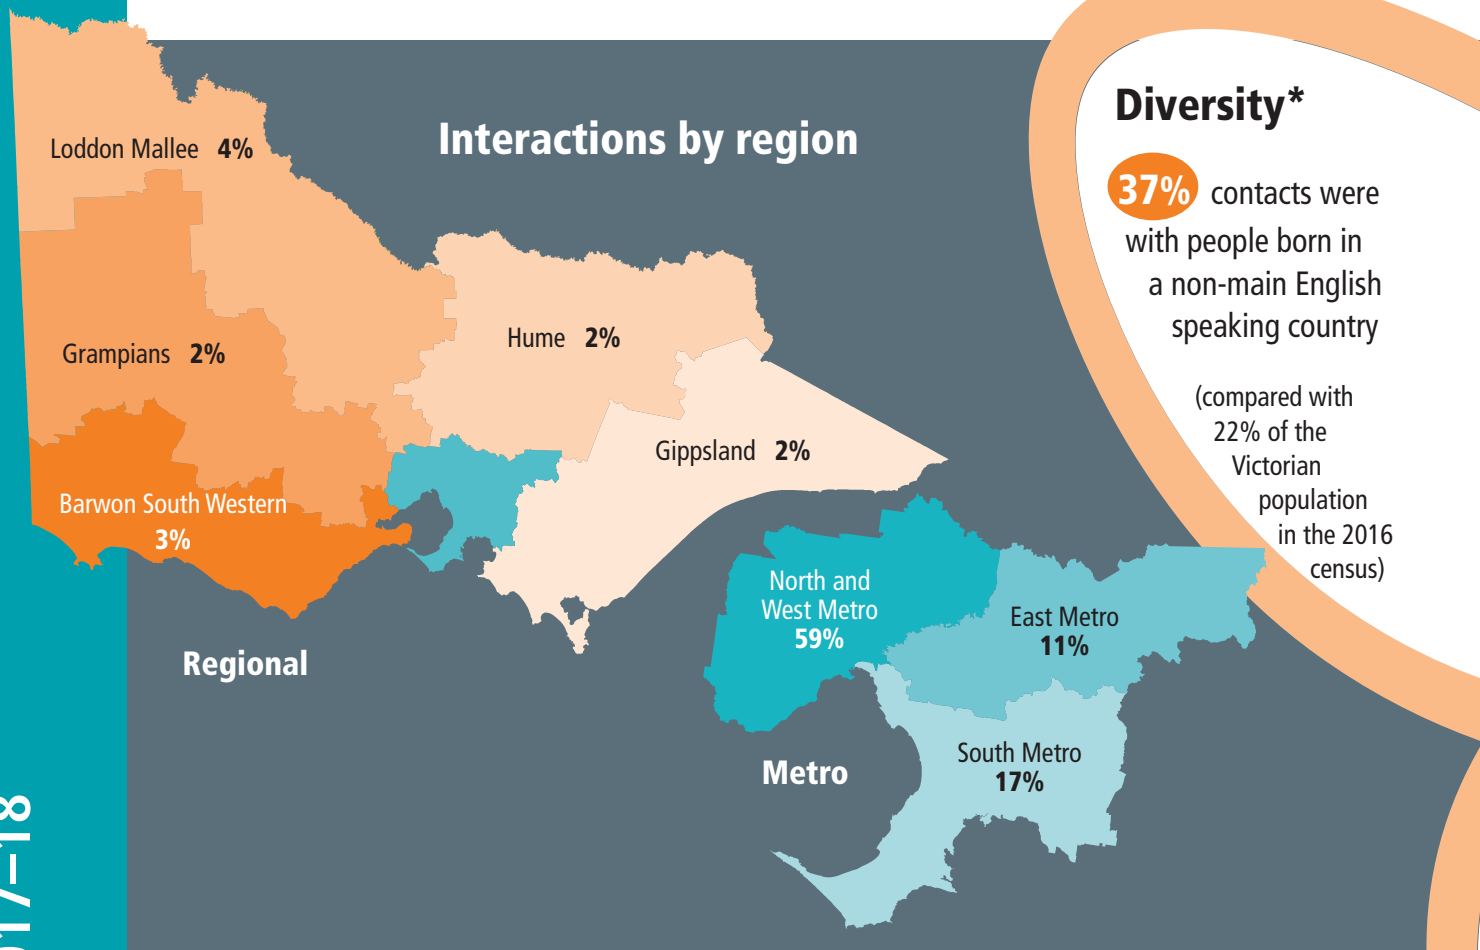 Interactions by region
Loddon Mallee 4%
Grampians 2%
Barwon South Western
3%
Hume 2%
Gippsland 2%
Regional
North and
West Metro
59%
East Metro
11%
South Metro
17%
Metro
Diversity*
37% contacts were
with people born in
a non-main English
speaking country
(compared with
22% of the
Victorian
population
in the 2016
census)
17–18